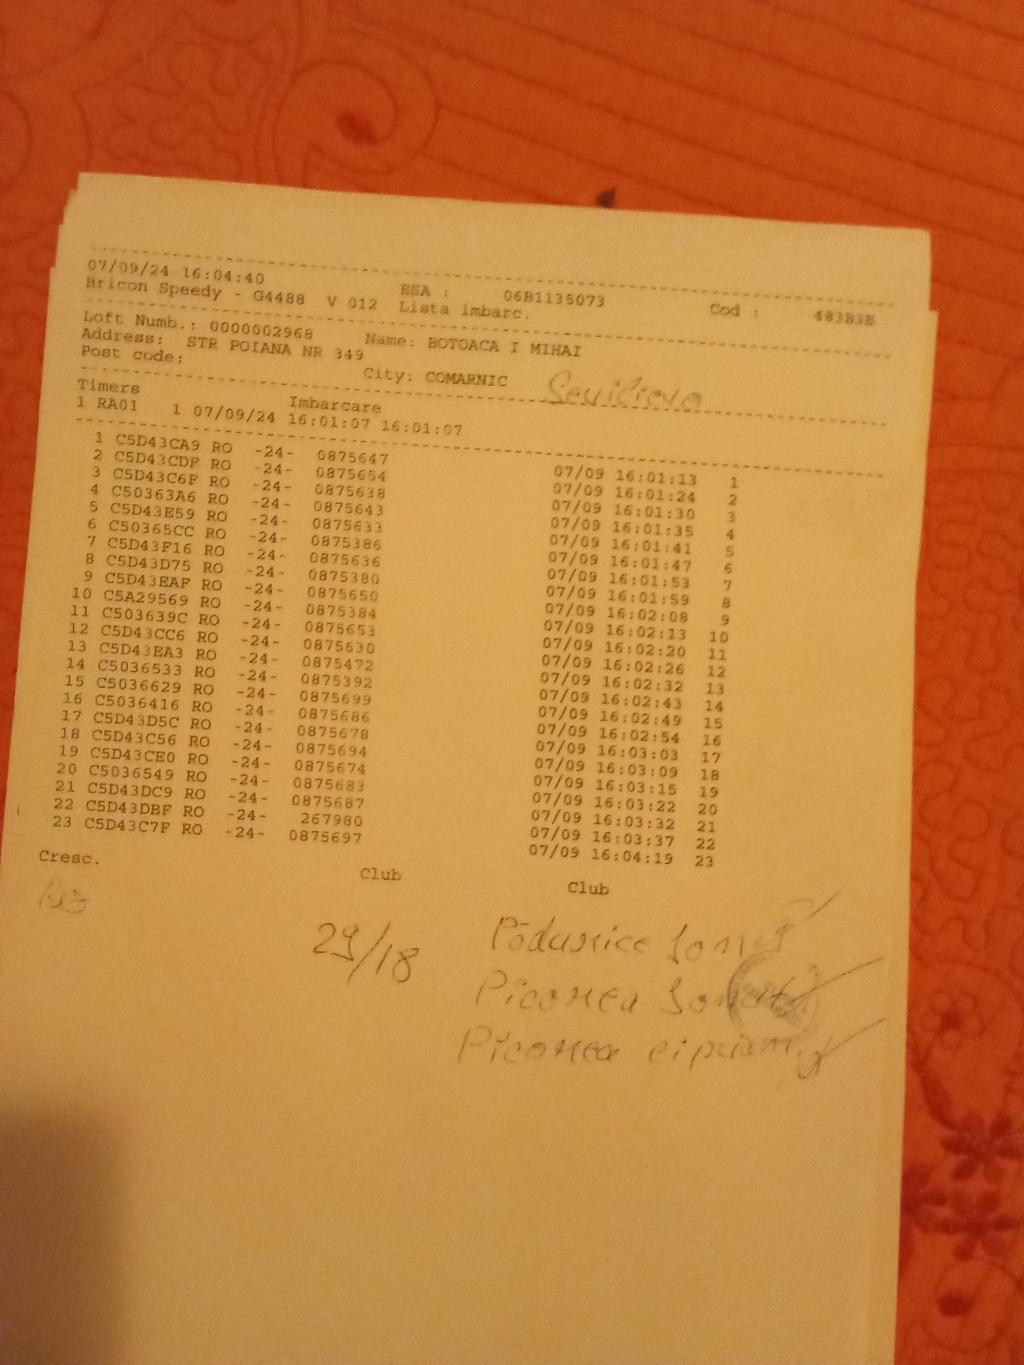 07/09/24 16:04:40 ESA : 06B1135073 Cod : 483B3B
Bricon Speedy - G4488 V 012 Lista imbarc.
Loft Numb.: 0000002968 Name: BOTOACA I MIHAI
Address: STR POIANA NR 349
Post code: City: COMARNIC
Timers Imbarcare
1 RA01 1 07/09/24 16:01:07 16:01:07
1 C5D43CA9 RO -24- 0875647 07/09 16:01:13 1
2 C5D43CDF RO -24- 0875654 07/09 16:01:24 2
3 C5D43C6F RO -24- 0875638 07/09 16:01:30 3
4 C50363A6 RO -24- 0875643 07/09 16:01:35 4
5 C5D43E59 RO -24- 0875633 07/09 16:01:41 5
6 C50365CC RO -24- 0875386 07/09 16:01:47 6
7 C5D43F16 RO -24- 0875636 07/09 16:01:53 7
8 C5D43D75 RO -24- 0875380 07/09 16:01:59 8
9 C5D43EAF RO -24- 0875650 07/09 16:02:08 9
10 C5A29569 RO -24- 0875384 07/09 16:02:13 10
11 C503639C RO -24- 0875653 07/09 16:02:20 11
12 C5D43CC6 RO -24- 0875630 07/09 16:02:26 12
13 C5D43EA3 RO -24- 0875472 07/09 16:02:32 13
14 C5036533 RO -24- 0875392 07/09 16:02:43 14
15 C5036629 RO -24- 0875699 07/09 16:02:49 15
16 C5036416 RO -24- 0875686 07/09 16:02:54 16
17 C5D43D5C RO -24- 0875678 07/09 16:03:03 17
18 C5D43C56 RO -24- 0875694 07/09 16:03:09 18
19 C5D43CE0 RO -24- 0875674 07/09 16:03:15 19
20 C5036549 RO -24- 0875683 07/09 16:03:22 20
21 C5D43DC9 RO -24- 0875687 07/09 16:03:32 21
22 C5D43DBF RO -24- 267980 07/09 16:03:37 22
23 C5D43C7F RO -24- 0875697 07/09 16:04:19 23
Cresc. Club Club
29/18
Picornea
Picornea ciprian